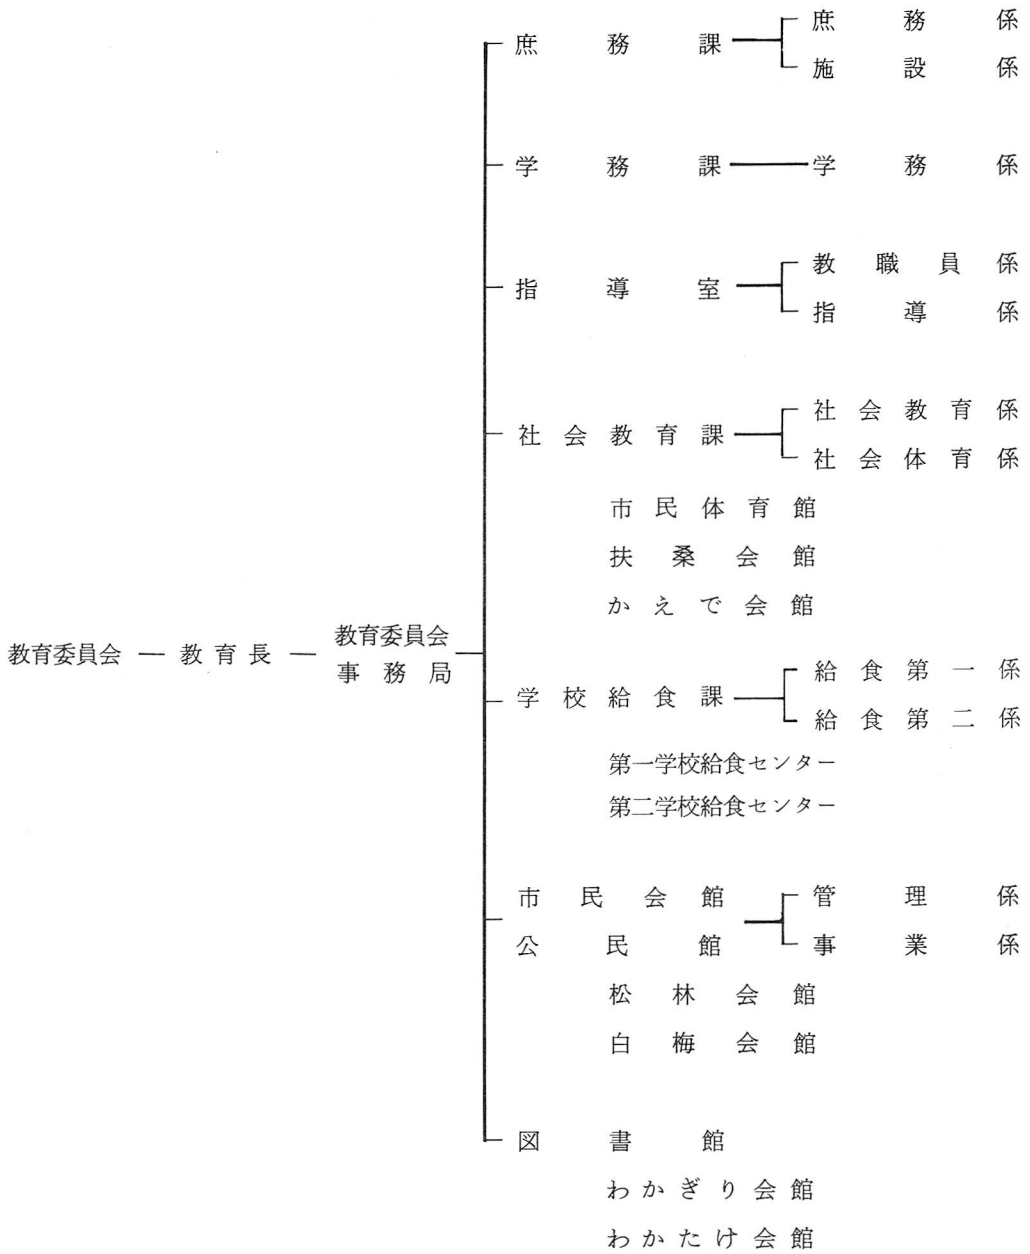 教育委員会 ― 教育長 ― 教育委員会事務局
庶務課
庶務係
施設係
学務課
学務係
指導室
教職員係
指導係
社会教育課
社会教育係
社会体育係
市民体育館
扶桑会館
かえで会館
学校給食課
給食第一係
給食第二係
第一学校給食センター
第二学校給食センター
市民会館
公民館
管理係
事業係
松林会館
白梅会館
図書館
わかぎり会館
わかたけ会館